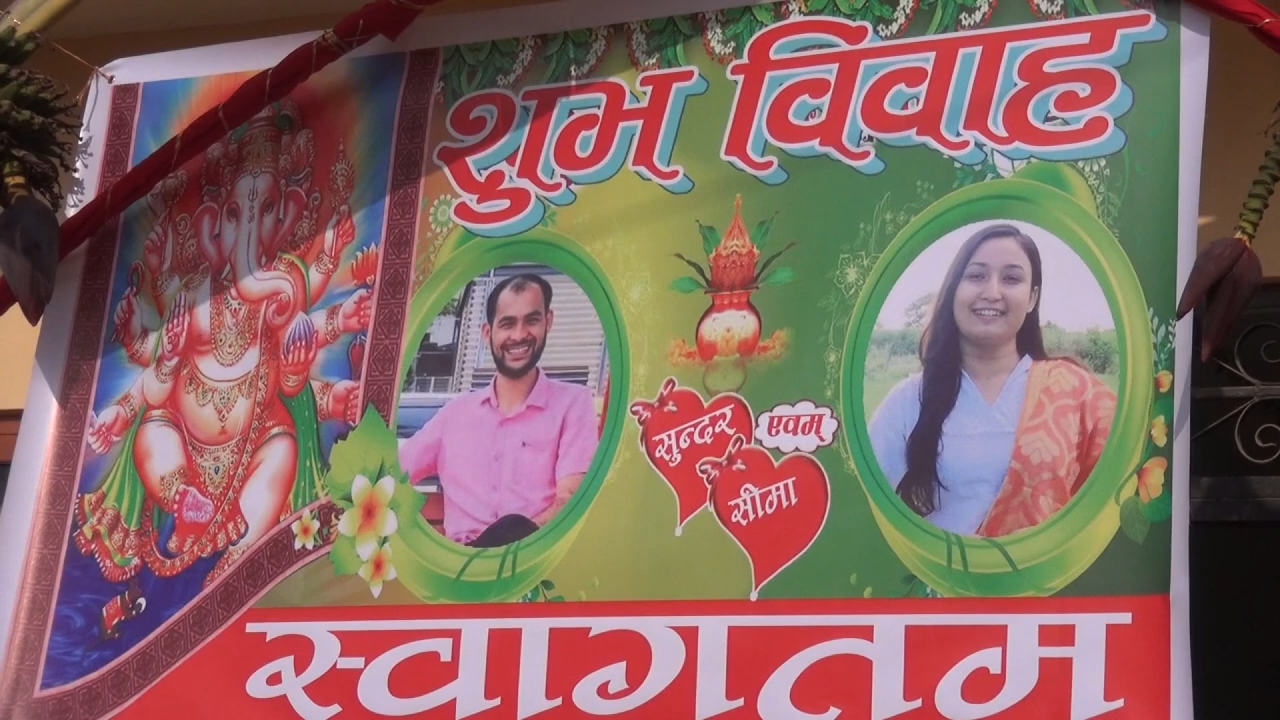 शुभ विवाह
सुन्दर
एवम्
सीमा
स्वागतम